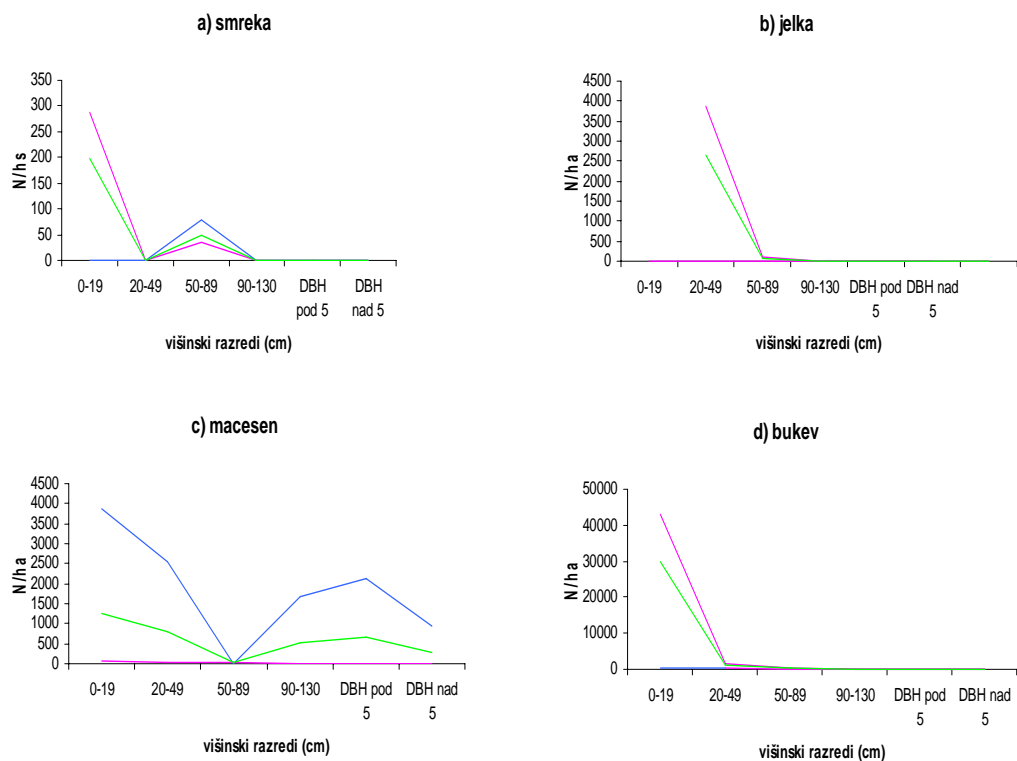 a) smreka
N/hs
350
300
250
200
150
100
50
0
0-19 20-49 50-89 90-130 DBH DBH
pod 5 nad 5
višinski razredi (cm)
b) jelka
N/ha
4500
4000
3500
3000
2500
2000
1500
1000
500
0
0-19 20-49 50-89 90-130 DBH pod DBH nad
5 5
višinski razredi (cm)
c) macesen
N/ha
4500
4000
3500
3000
2500
2000
1500
1000
500
0
0-19 20-49 50-89 90-130 DBH pod DBH nad
5 5
višinski razredi (cm)
d) bukev
N/ha
50000
40000
30000
20000
10000
0
0-19 20-49 50-89 90-130 DBH pod DBH nad
5 5
višinski razredi (cm)